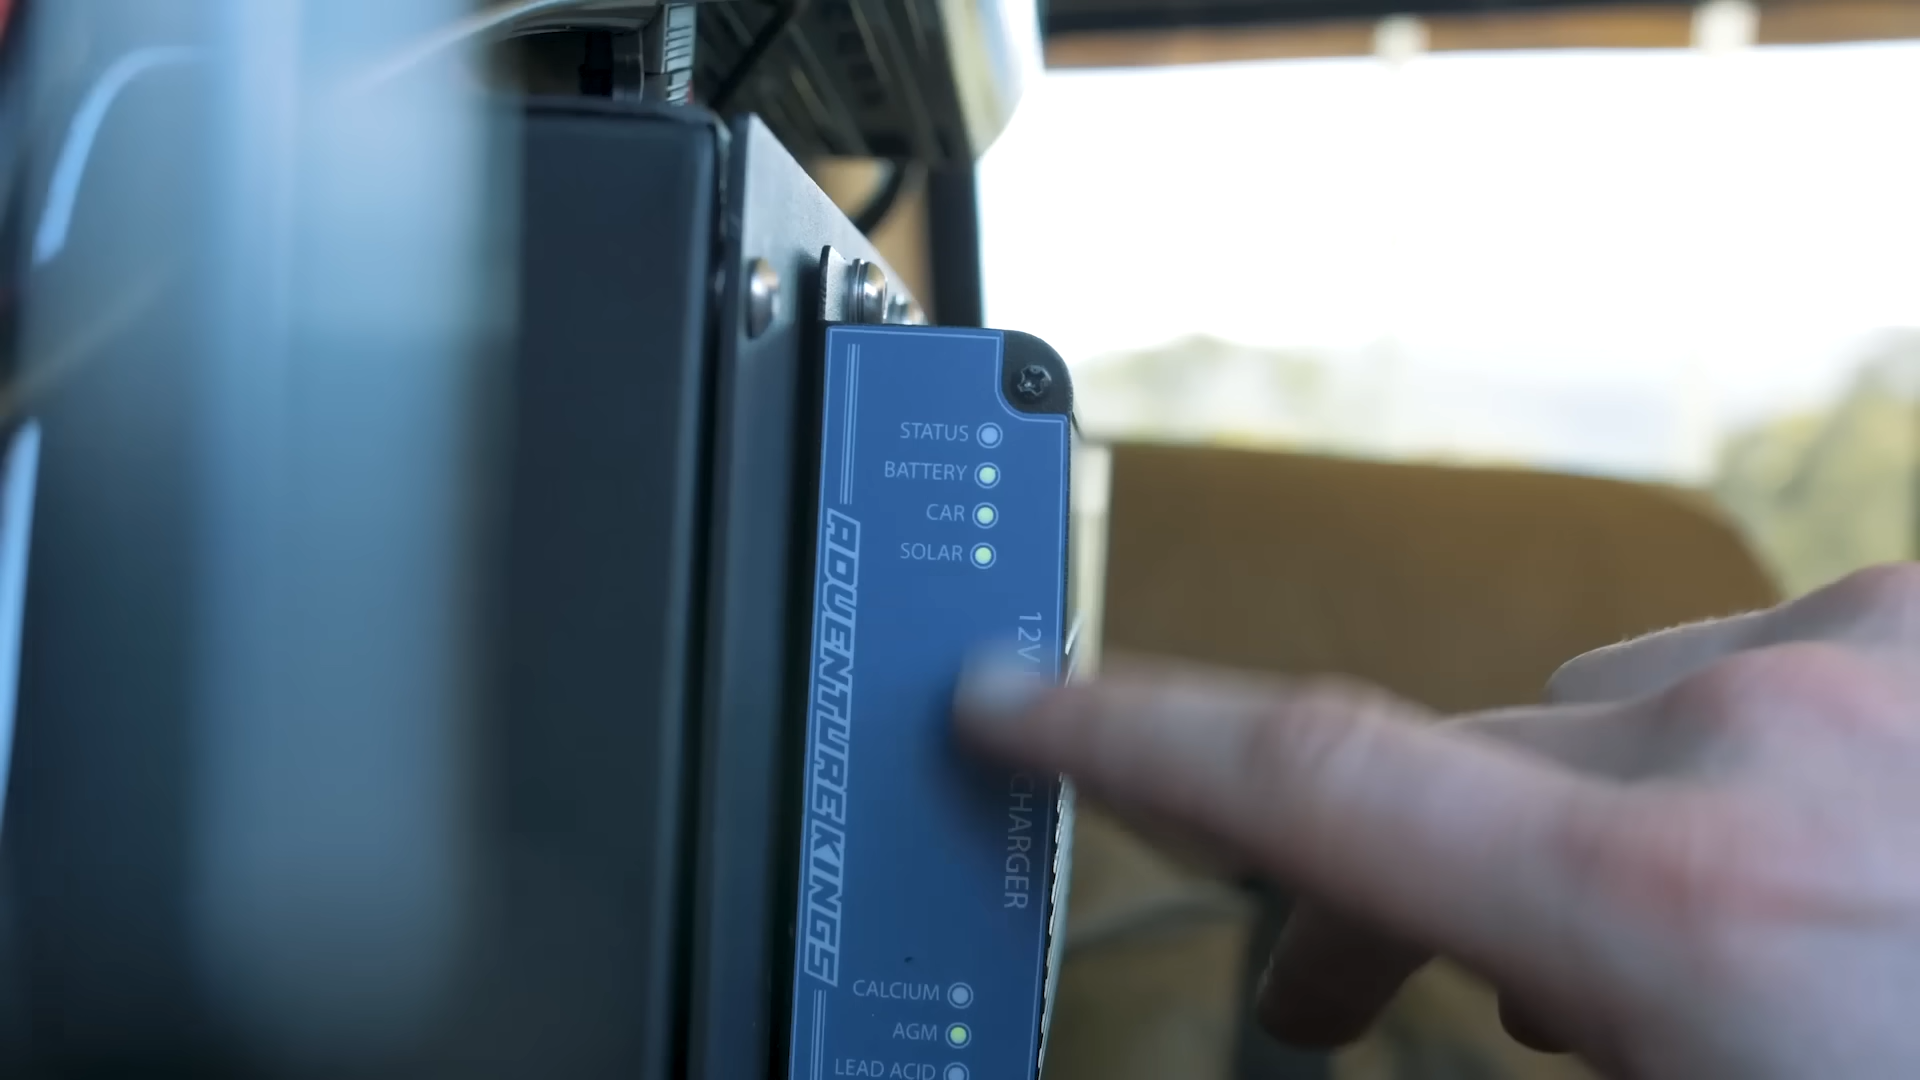 STATUS
BATTERY
CAR
SOLAR
ADVENTURE KINGS
12V
CHARGER
CALCIUM
AGM
LEAD ACID